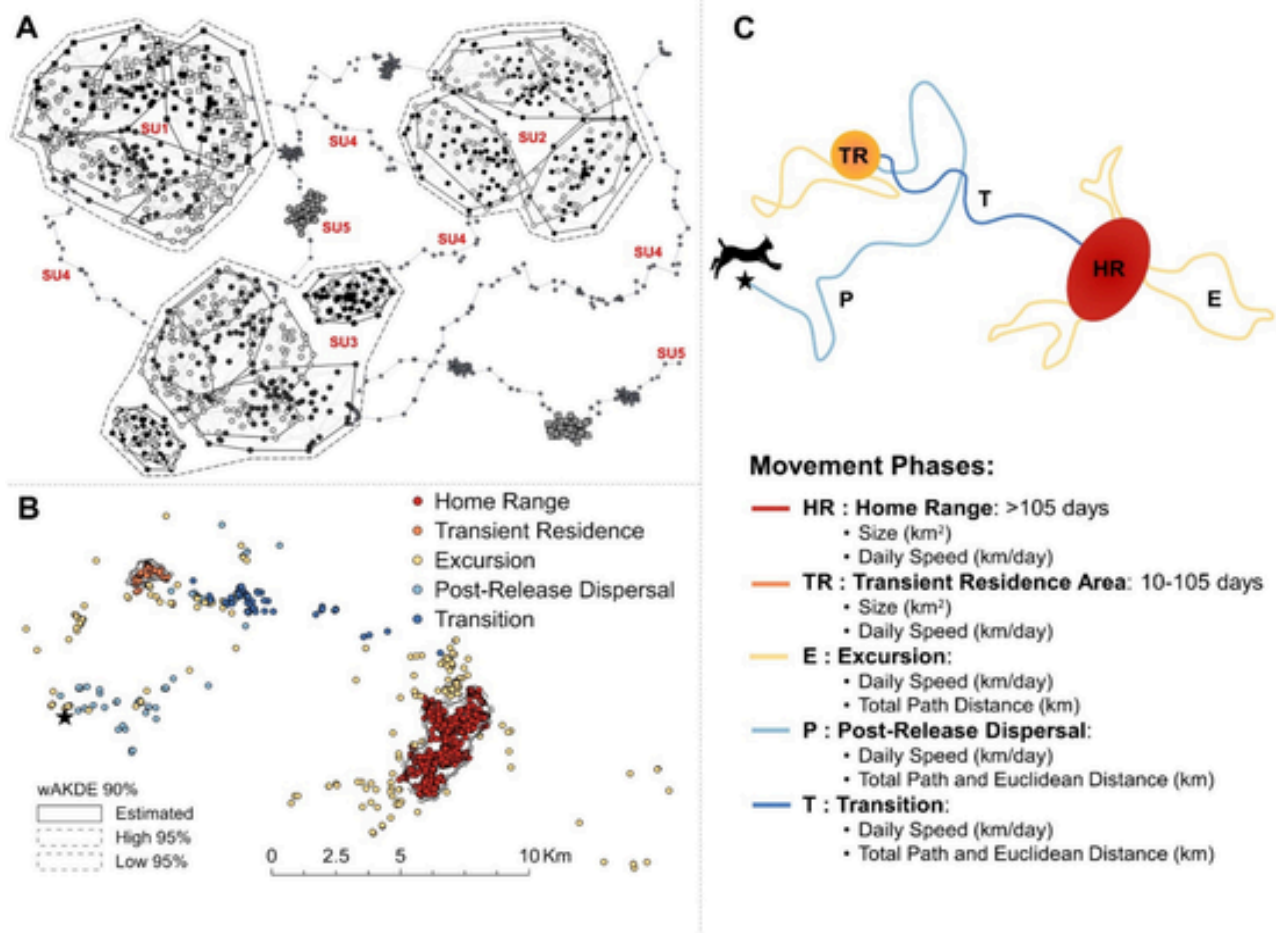 A
SU1
SU4
SU2
SU5
SU4
SU4
SU4
SU3
SU5
B
Home Range
Transient Residence
Excursion
Post-Release Dispersal
Transition
wAKDE 90%
Estimated
High 95%
Low 95%
0 2.5 5 10 Km
C
TR
T
HR
P
E
Movement Phases:
HR : Home Range: >105 days
• Size (km²)
• Daily Speed (km/day)
TR : Transient Residence Area: 10-105 days
• Size (km²)
• Daily Speed (km/day)
E : Excursion:
• Daily Speed (km/day)
• Total Path Distance (km)
P : Post-Release Dispersal:
• Daily Speed (km/day)
• Total Path and Euclidean Distance (km)
T : Transition:
• Daily Speed (km/day)
• Total Path and Euclidean Distance (km)